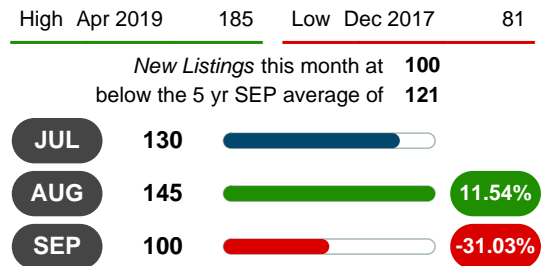 High Apr 2019 185 Low Dec 2017 81
New Listings this month at 100
below the 5 yr SEP average of 121
JUL 130
AUG 145 11.54%
SEP 100 -31.03%